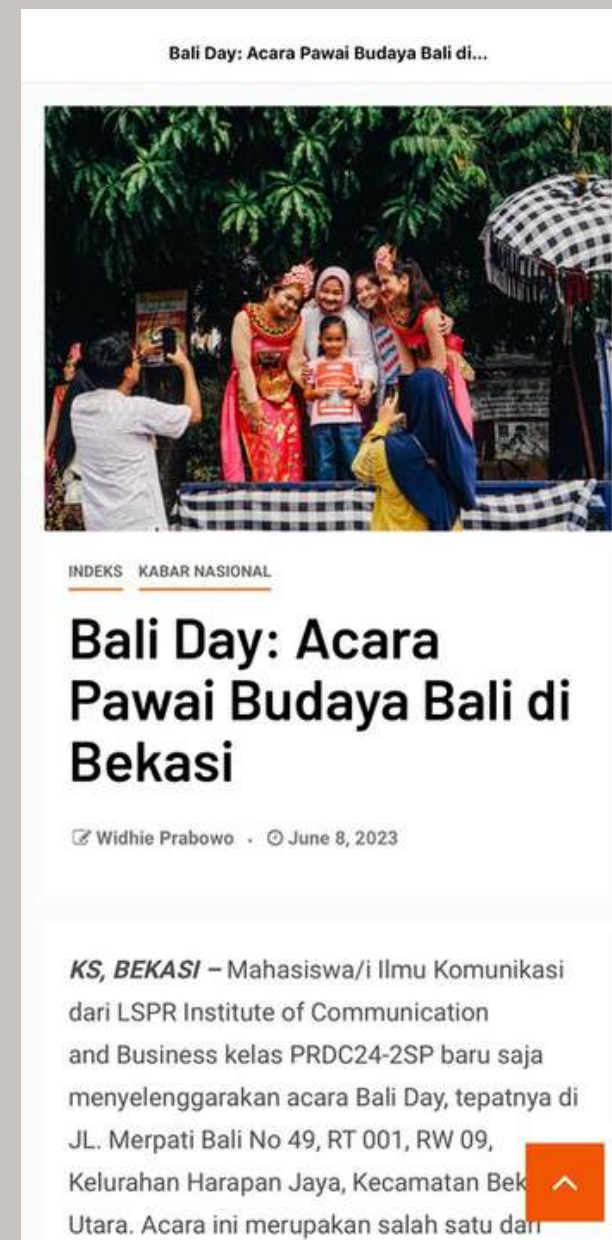 Bali Day: Acara Pawai Budaya Bali di...
INDEKS KABAR NASIONAL
Bali Day: Acara
Pawai Budaya Bali di
Bekasi
Widhie Prabowo . June 8, 2023
KS, BEKASI – Mahasiswa/i Ilmu Komunikasi
dari LSPR Institute of Communication
and Business kelas PRDC24-2SP baru saja
menyelenggarakan acara Bali Day, tepatnya di
JL. Merpati Bali No 49, RT 001, RW 09,
Kelurahan Harapan Jaya, Kecamatan Bek
Utara. Acara ini merupakan salah satu dari